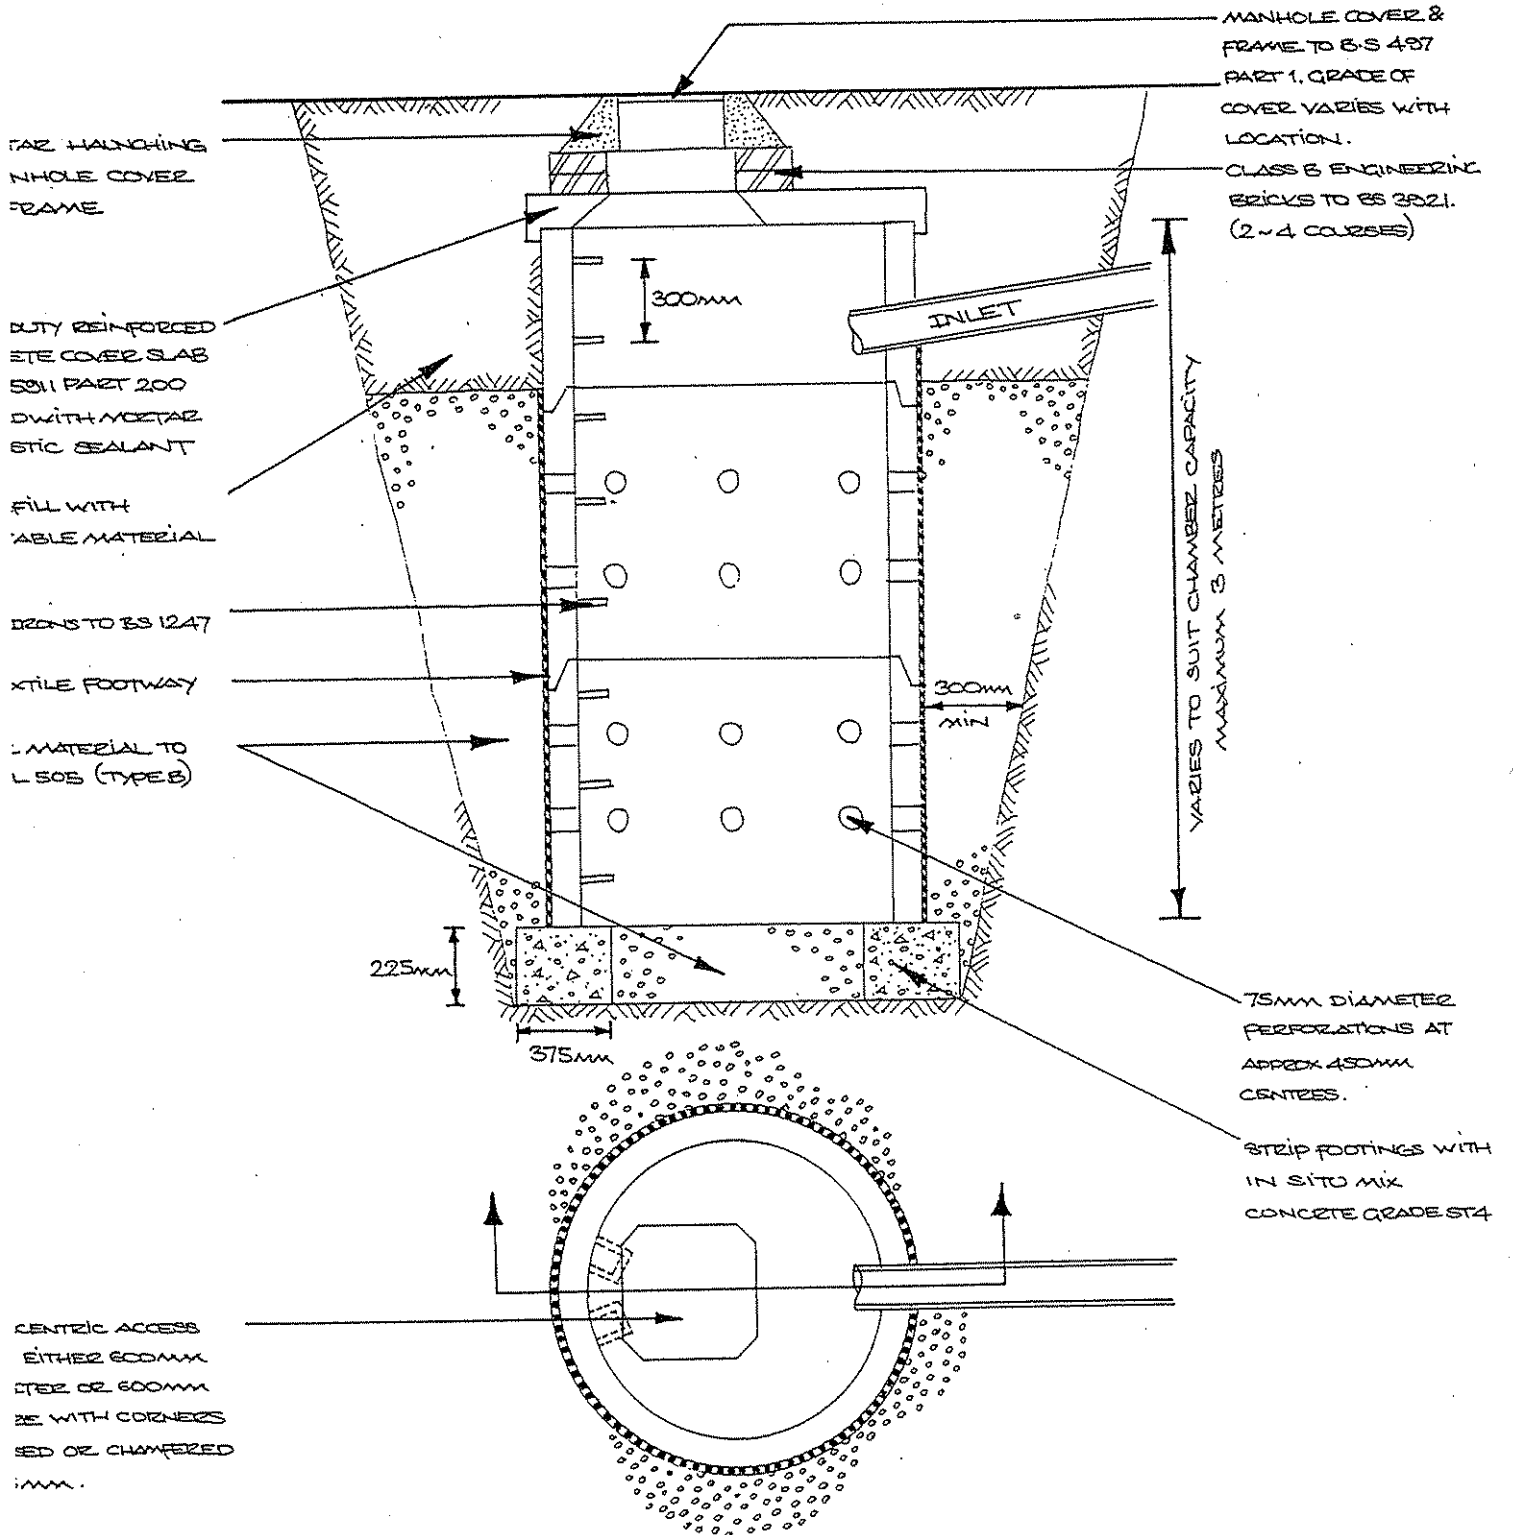 MANHOLE COVER &
FRAME TO B.S 497
PART 1. GRADE OF
COVER VARIES WITH
LOCATION.
CLASS B ENGINEERING
BRICKS TO BS 3921.
(2~4 COURSES)
TAR HAUNCHING
NHOLE COVER
FRAME
DUTY REINFORCED
ETE COVER SLAB
5911 PART 200
D WITH MORTAR
STIC SEALANT
FILL WITH
TABLE MATERIAL
IRONS TO BS 1247
XTILE FOOTWAY
MATERIAL TO
L 505 (TYPE B)
300mm
INLET
300mm
MIN
VARIES TO SUIT CHAMBER CAPACITY
MAXIMUM 3 METRES
225mm
375mm
75mm DIAMETER
PERFORATIONS AT
APPROX 450mm
CENTRES.
STRIP FOOTINGS WITH
IN SITU MIX
CONCRETE GRADE ST4
CENTRIC ACCESS
EITHER 600mm
TER OR 600mm
RE WITH CORNERS
SED OR CHAMFERED
mm.